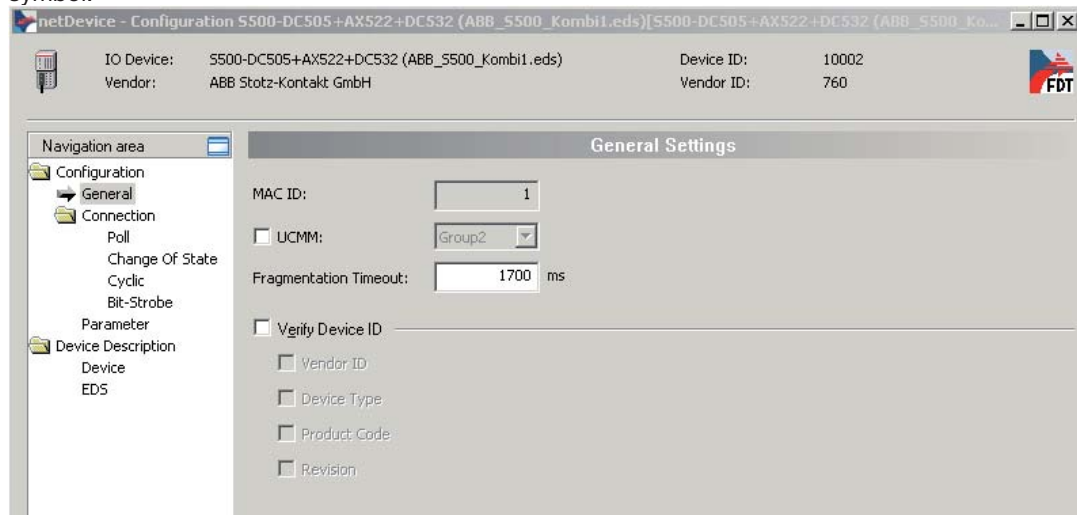 symbol.
netDevice - Configuration S500-DC505+AX522+DC532 (ABB_S500_Kombi1.eds)[S500-DC505+AX522+DC532 (ABB_S500_Ko...
IO Device: S500-DC505+AX522+DC532 (ABB_S500_Kombi1.eds) Device ID: 10002
Vendor: ABB Stotz-Kontakt GmbH Vendor ID: 760
FDT
Navigation area
General Settings
Configuration
General
Connection
Poll
Change Of State
Cyclic
Bit-Strobe
Parameter
Device Description
Device
EDS
MAC ID: 1
UCMM: Group2
Fragmentation Timeout: 1700 ms
Verify Device ID
Vendor ID
Device Type
Product Code
Revision